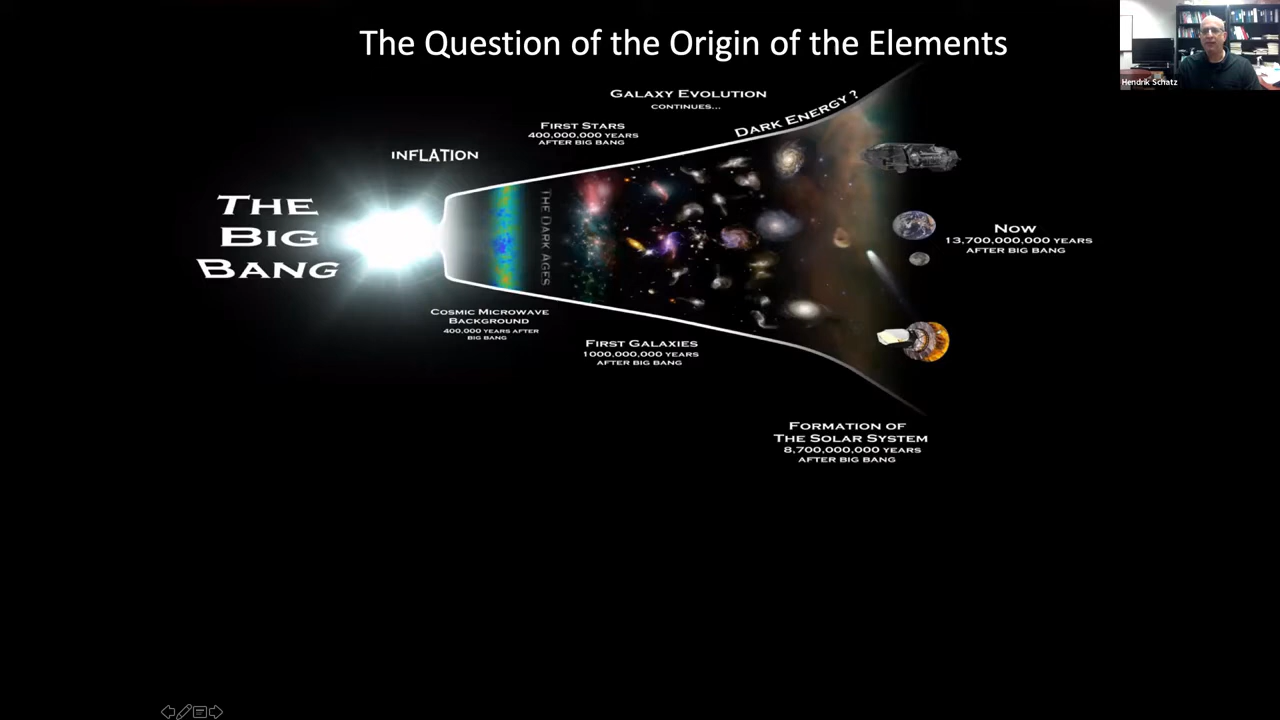 The Question of the Origin of the Elements
Hendrik Schatz
GALAXY EVOLUTION
CONTINUES...
DARK ENERGY ?
FIRST STARS
400,000,000 YEARS
AFTER BIG BANG
INFLATION
THE
BIG
BANG
THE DARK AGES
NOW
13,700,000,000 YEARS
AFTER BIG BANG
COSMIC MICROWAVE
BACKGROUND
400,000 YEARS AFTER
BIG BANG
FIRST GALAXIES
1000,000,000 YEARS
AFTER BIG BANG
FORMATION OF
THE SOLAR SYSTEM
8,700,000,000 YEARS
AFTER BIG BANG